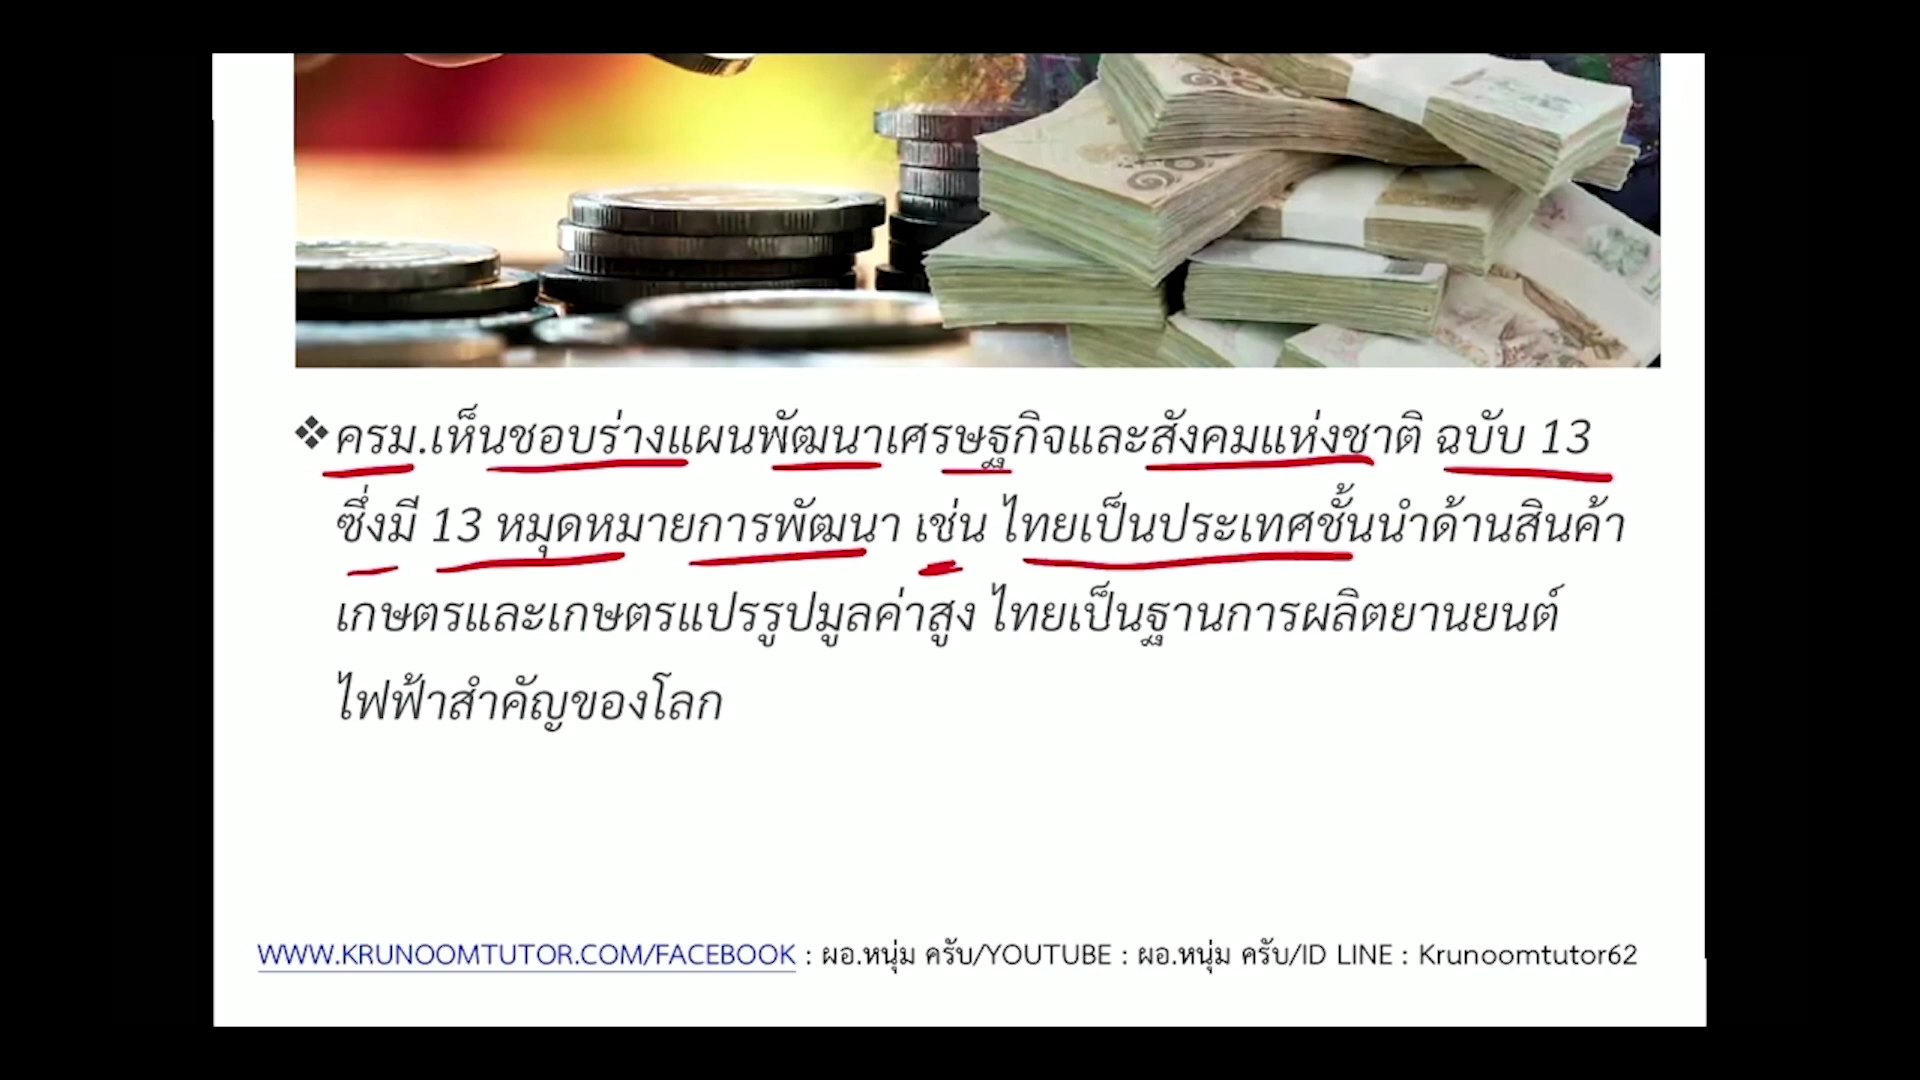 ❖ครม.เห็นชอบร่างแผนพัฒนาเศรษฐกิจและสังคมแห่งชาติ ฉบับ 13
ซึ่งมี 13 หมุดหมายการพัฒนา เช่น ไทยเป็นประเทศชั้นนำด้านสินค้า
เกษตรและเกษตรแปรรูปมูลค่าสูง ไทยเป็นฐานการผลิตยานยนต์
ไฟฟ้าสำคัญของโลก
WWW.KRUNOOMTUTOR.COM/FACEBOOK : ผอ.หนุ่ม ครับ/YOUTUBE : ผอ.หนุ่ม ครับ/ID LINE : Krunoomtutor62